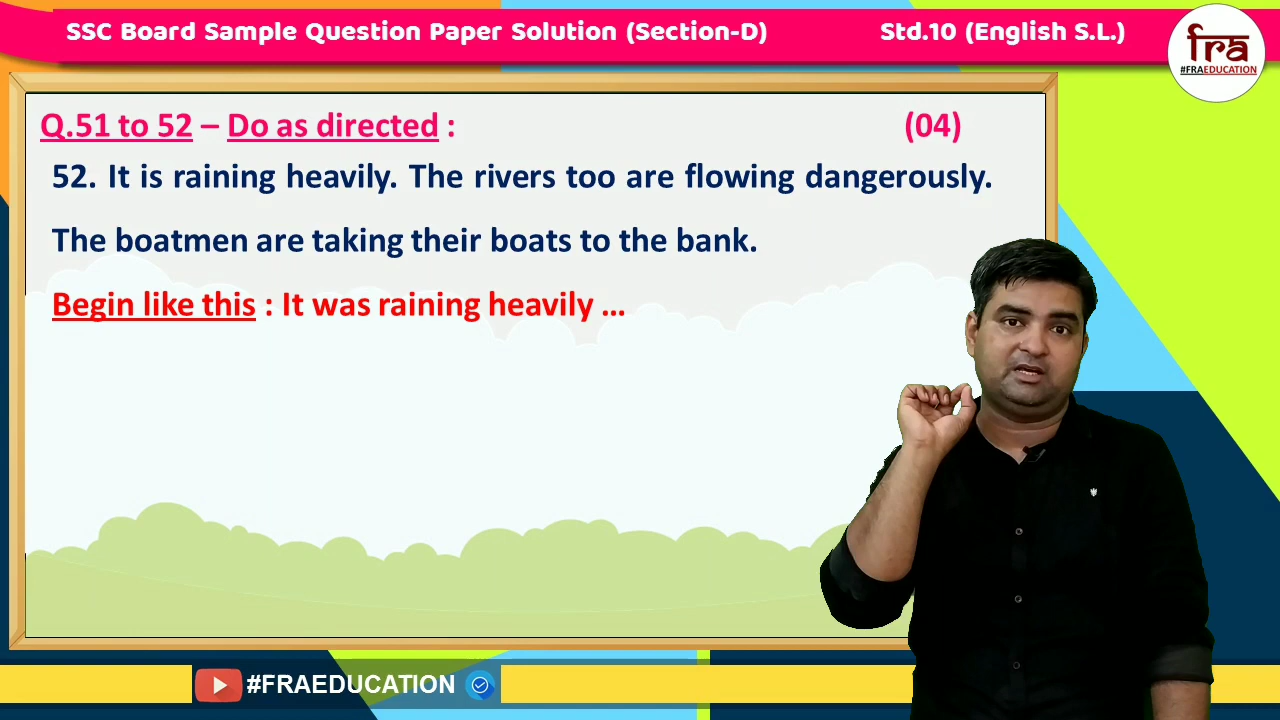 SSC Board Sample Question Paper Solution (Section-D) Std.10 (English S.L.)
fra
#FRAEDUCATION
Q.51 to 52 – Do as directed : (04)
52. It is raining heavily. The rivers too are flowing dangerously.
The boatmen are taking their boats to the bank.
Begin like this : It was raining heavily ...
#FRAEDUCATION